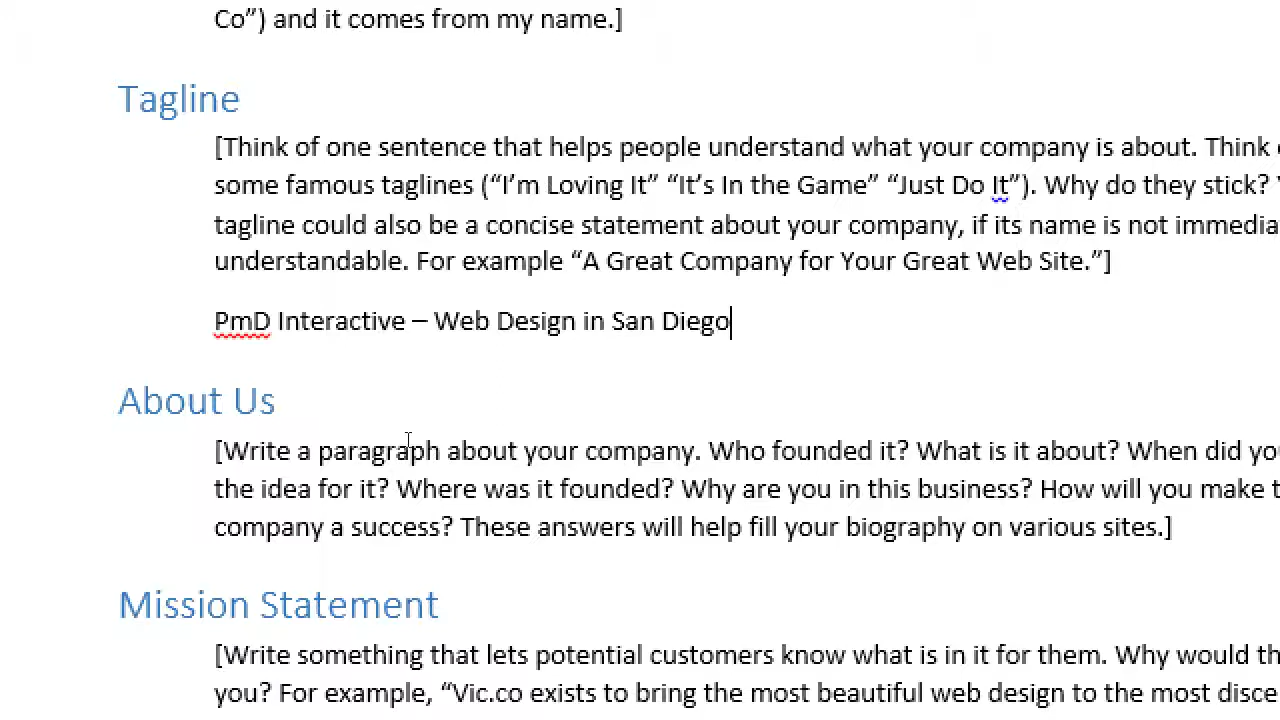 Co”) and it comes from my name.]
Tagline
[Think of one sentence that helps people understand what your company is about. Think
some famous taglines (“I’m Loving It” “It’s In the Game” “Just Do It”). Why do they stick?
tagline could also be a concise statement about your company, if its name is not immedia
understandable. For example “A Great Company for Your Great Web Site.”]
PmD Interactive – Web Design in San Diego
About Us
[Write a paragraph about your company. Who founded it? What is it about? When did yo
the idea for it? Where was it founded? Why are you in this business? How will you make t
company a success? These answers will help fill your biography on various sites.]
Mission Statement
[Write something that lets potential customers know what is in it for them. Why would th
you? For example, “Vic.co exists to bring the most beautiful web design to the most disce